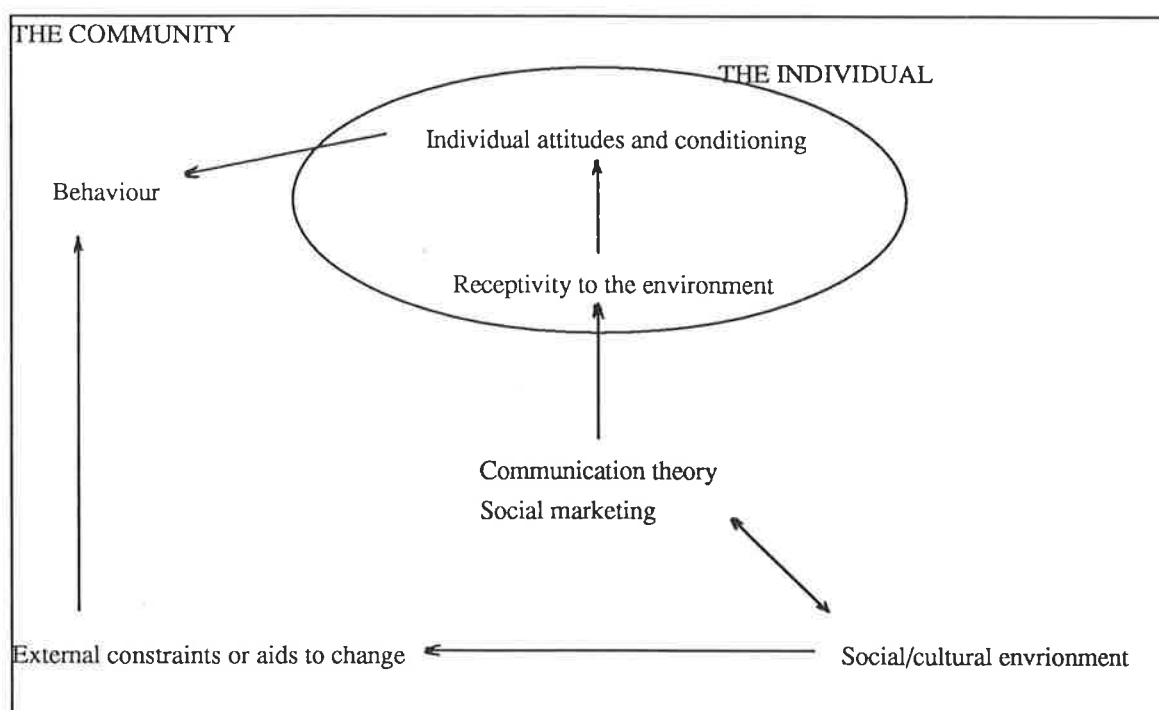 THE COMMUNITY
THE INDIVIDUAL
Individual attitudes and conditioning
Behaviour
Receptivity to the environment
Communication theory
Social marketing
External constraints or aids to change
Social/cultural envrionment